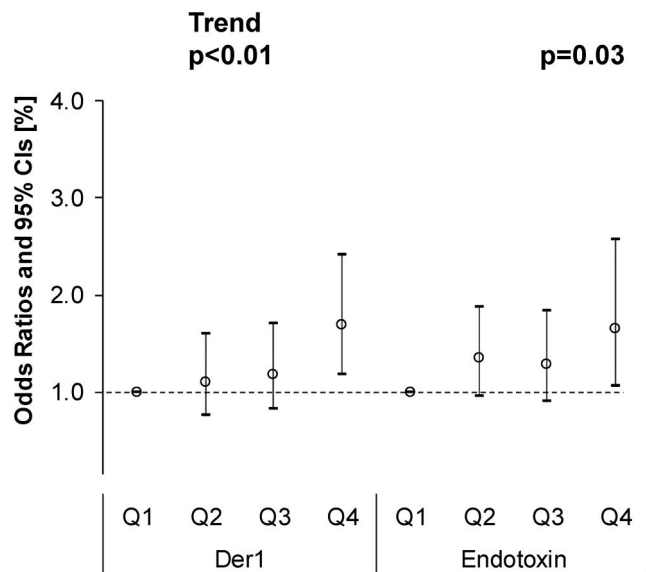 Trend
p<0.01
p=0.03
Odds Ratios and 95% CIs [%]
4.0
3.0
2.0
1.0
Q1 Q2 Q3 Q4 Q1 Q2 Q3 Q4
Der1 Endotoxin